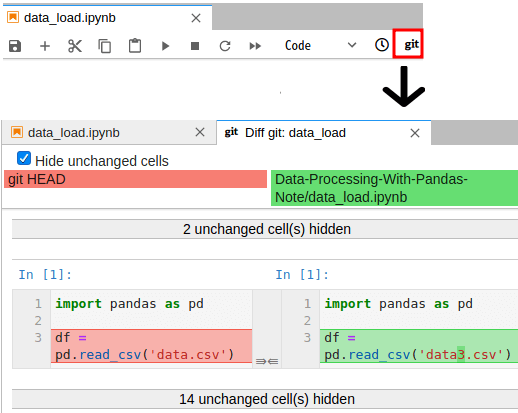 data_load.ipynb
Code
git
data_load.ipynb
git Diff git: data_load
Hide unchanged cells
git HEAD
Data-Processing-With-Pandas-
Note/data_load.ipynb
2 unchanged cell(s) hidden
In [1]:
1 import pandas as pd
2
3 df =
pd.read_csv('data.csv')
In [1]:
1 import pandas as pd
2
3 df =
pd.read_csv('data3.csv')
14 unchanged cell(s) hidden